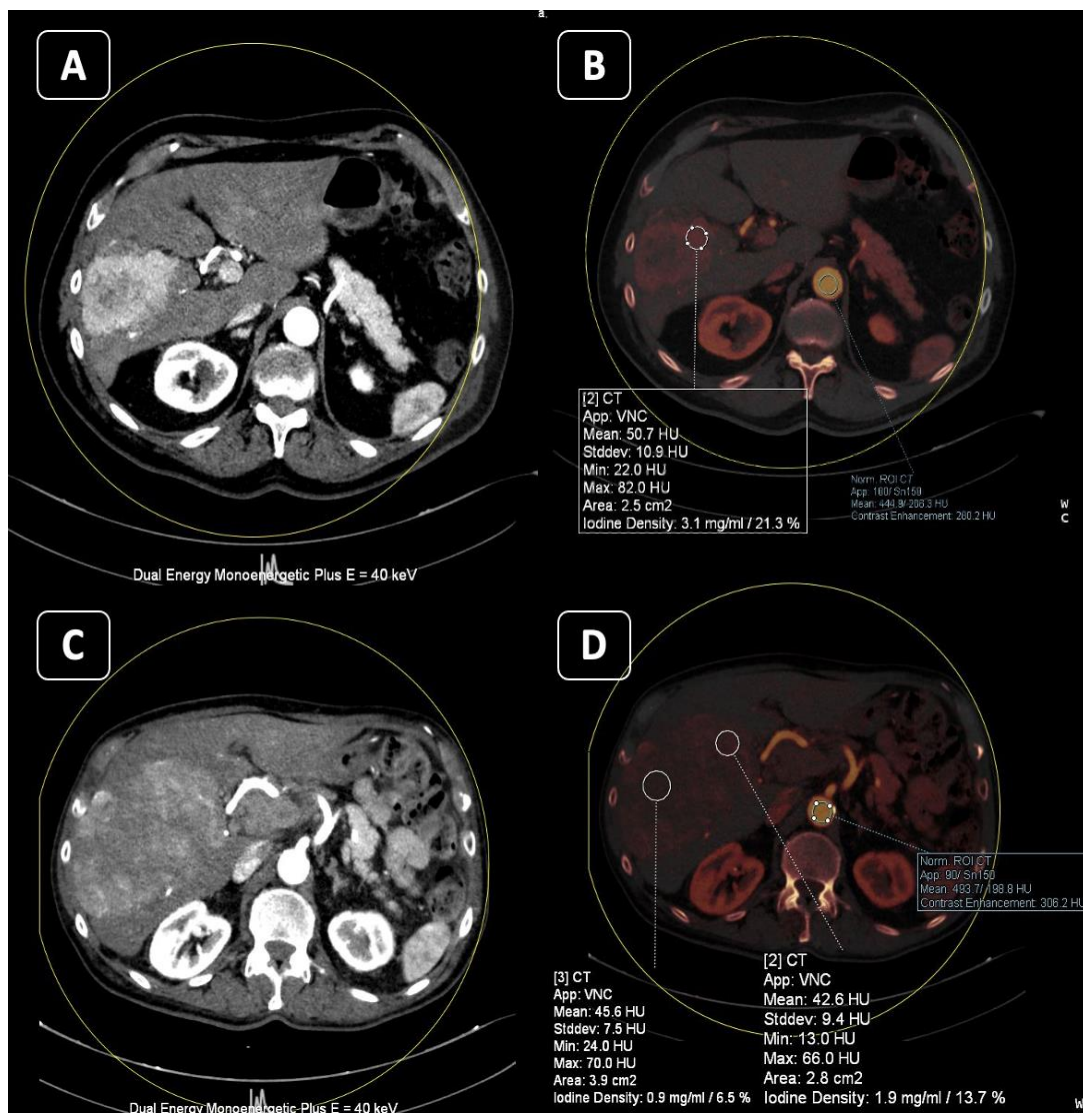 a.
A
B
[2] CT
App: VNC
Mean: 50.7 HU
Stddev: 10.9 HU
Min: 22.0 HU
Max: 82.0 HU
Area: 2.5 cm2
Iodine Density: 3.1 mg/ml / 21.3 %
Norm. ROI CT
Mean: 444.9/206.3 HU
Contrast Enhancement: 260.2 HU
W
C
Dual Energy Monoenergetic Plus E = 40 keV
C
D
Norm. ROI CT
App: 90/ Sn150
Mean: 493.7/ 198.8 HU
Contrast Enhancement: 306.2 HU
[3] CT
App: VNC
Mean: 45.6 HU
Stddev: 7.5 HU
Min: 24.0 HU
Max: 70.0 HU
Area: 3.9 cm2
Iodine Density: 0.9 mg/ml / 6.5 %
[2] CT
App: VNC
Mean: 42.6 HU
Stddev: 9.4 HU
Min: 13.0 HU
Max: 66.0 HU
Area: 2.8 cm2
Iodine Density: 1.9 mg/ml / 13.7 %
W
Dual Energy Monoenergetic Plus E = 40 keV